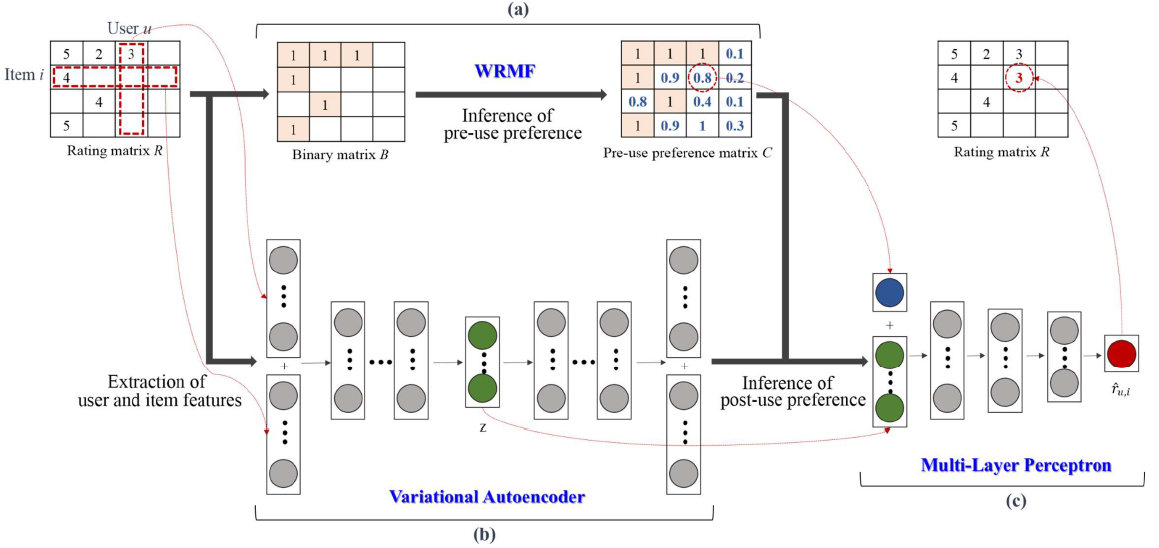 (a)
User u
5 2 3
Item i
4
4
5
Rating matrix R
1 1 1
1
1
1
Binary matrix B
WRMF
Inference of
pre-use preference
1 1 1 0.1
1 0.9 0.8 0.2
0.8 1 0.4 0.1
1 0.9 1 0.3
Pre-use preference matrix C
5 2 3
4 3
4
5
Rating matrix R
Extraction of
user and item features
+
z
+
Variational Autoencoder
(b)
Inference of
post-use preference
+
r̂u,i
Multi-Layer Perceptron
(c)